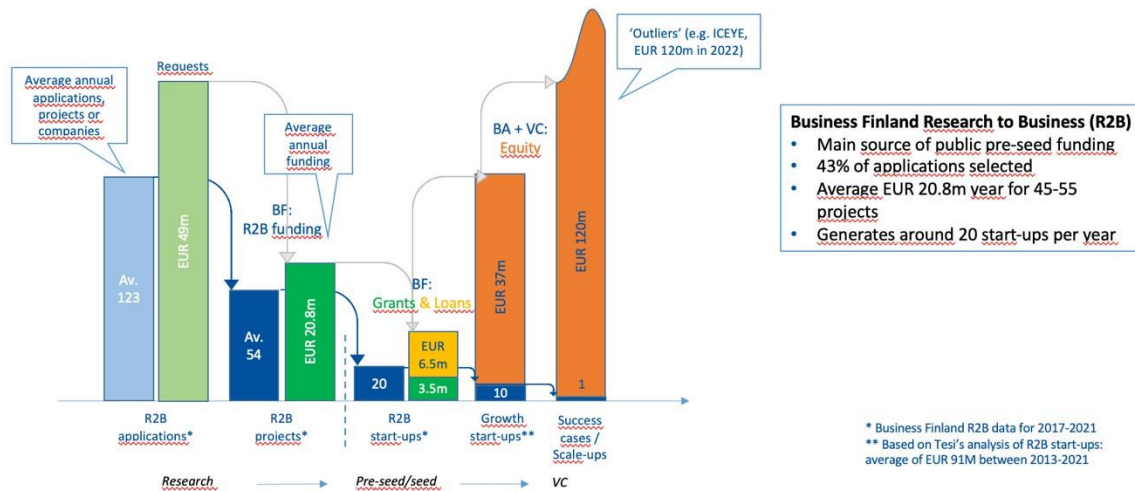 'Outliers' (e.g. ICEYE,
EUR 120m in 2022)
Requests
Average annual
applications,
projects or
companies
Average
annual
funding
BA + VC:
Equity
BF:
R2B funding
BF:
Grants & Loans
Av.
123
EUR 49m
Av.
54
EUR 20.8m
20
EUR
6.5m
3.5m
EUR 37m
10
EUR 120m
1
R2B
applications*
R2B
projects*
R2B
start-ups*
Growth
start-ups**
Success
cases /
Scale-ups
Research
Pre-seed/seed
VC
Business Finland Research to Business (R2B)
• Main source of public pre-seed funding
• 43% of applications selected
• Average EUR 20.8m year for 45-55
projects
• Generates around 20 start-ups per year
* Business Finland R2B data for 2017-2021
** Based on Tesi's analysis of R2B start-ups:
average of EUR 91M between 2013-2021